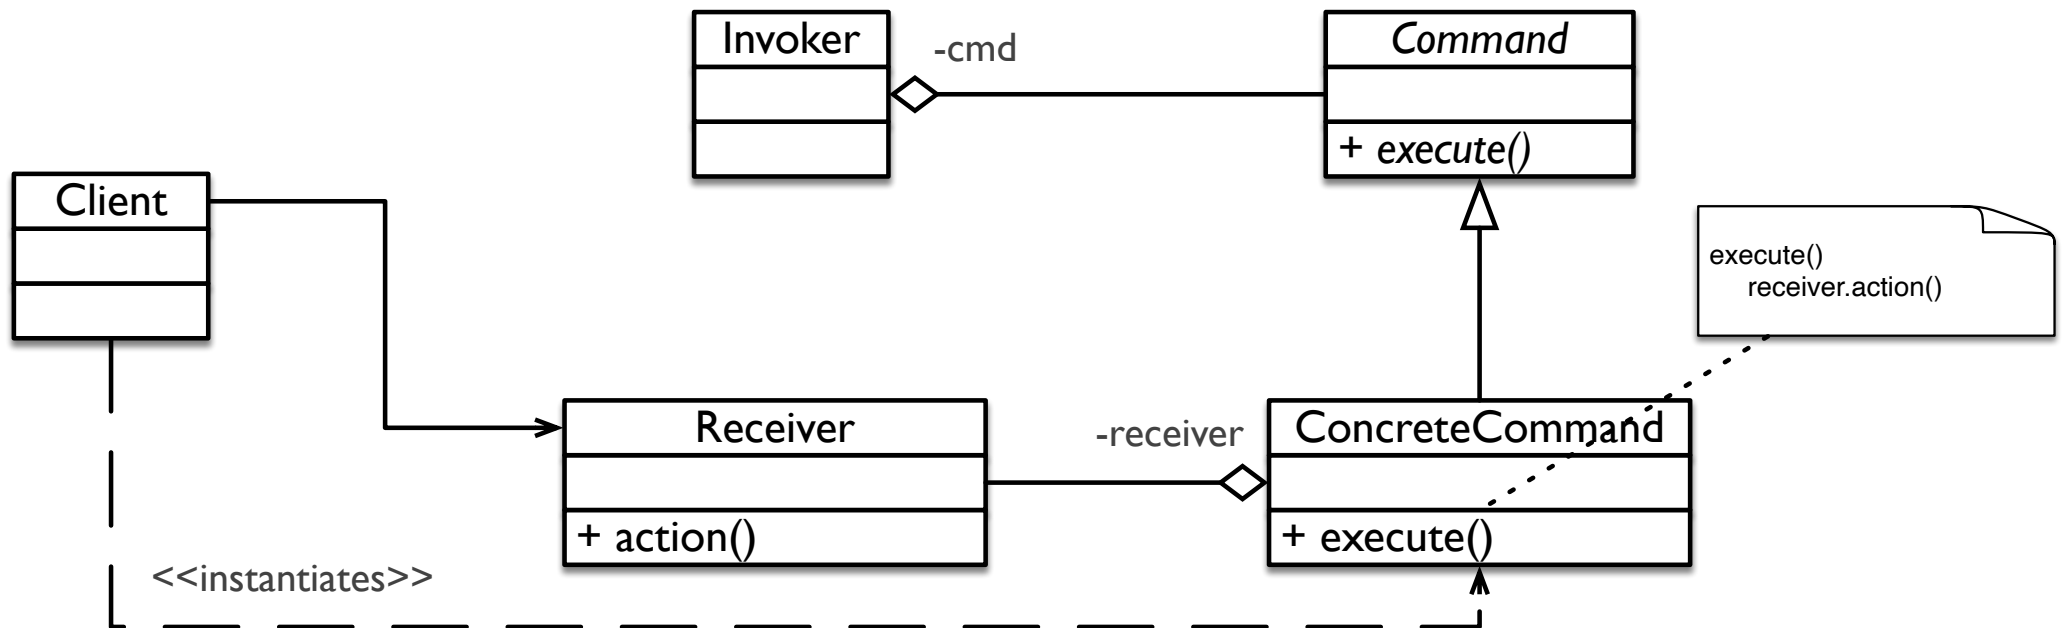 Invoker
-cmd
Command
+ execute()
Client
execute()
receiver.action()
Receiver
-receiver
ConcreteCommand
+ action()
+ execute()
<<instantiates>>